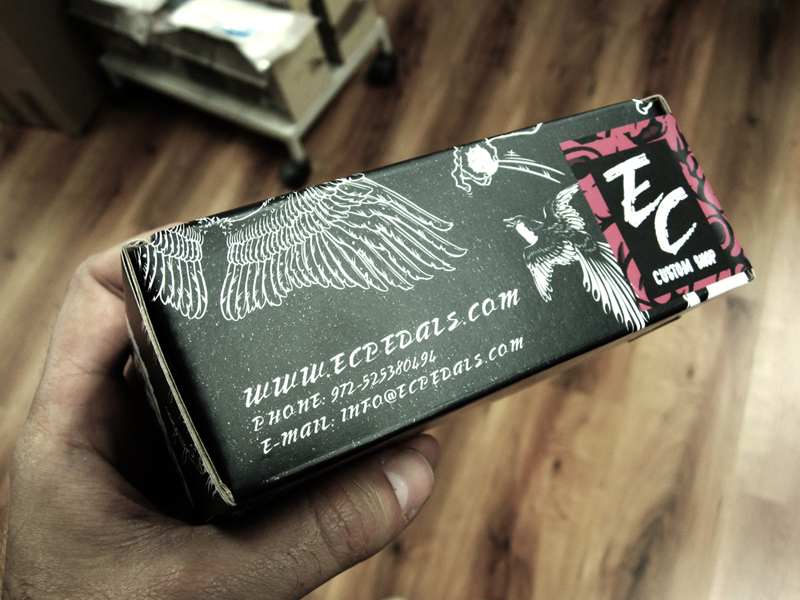 EC
CUSTOM SHOP
WWW.ECPEDALS.COM
PHONE: 972-525380494
E-MAIL: INFO@ECPEDALS.COM